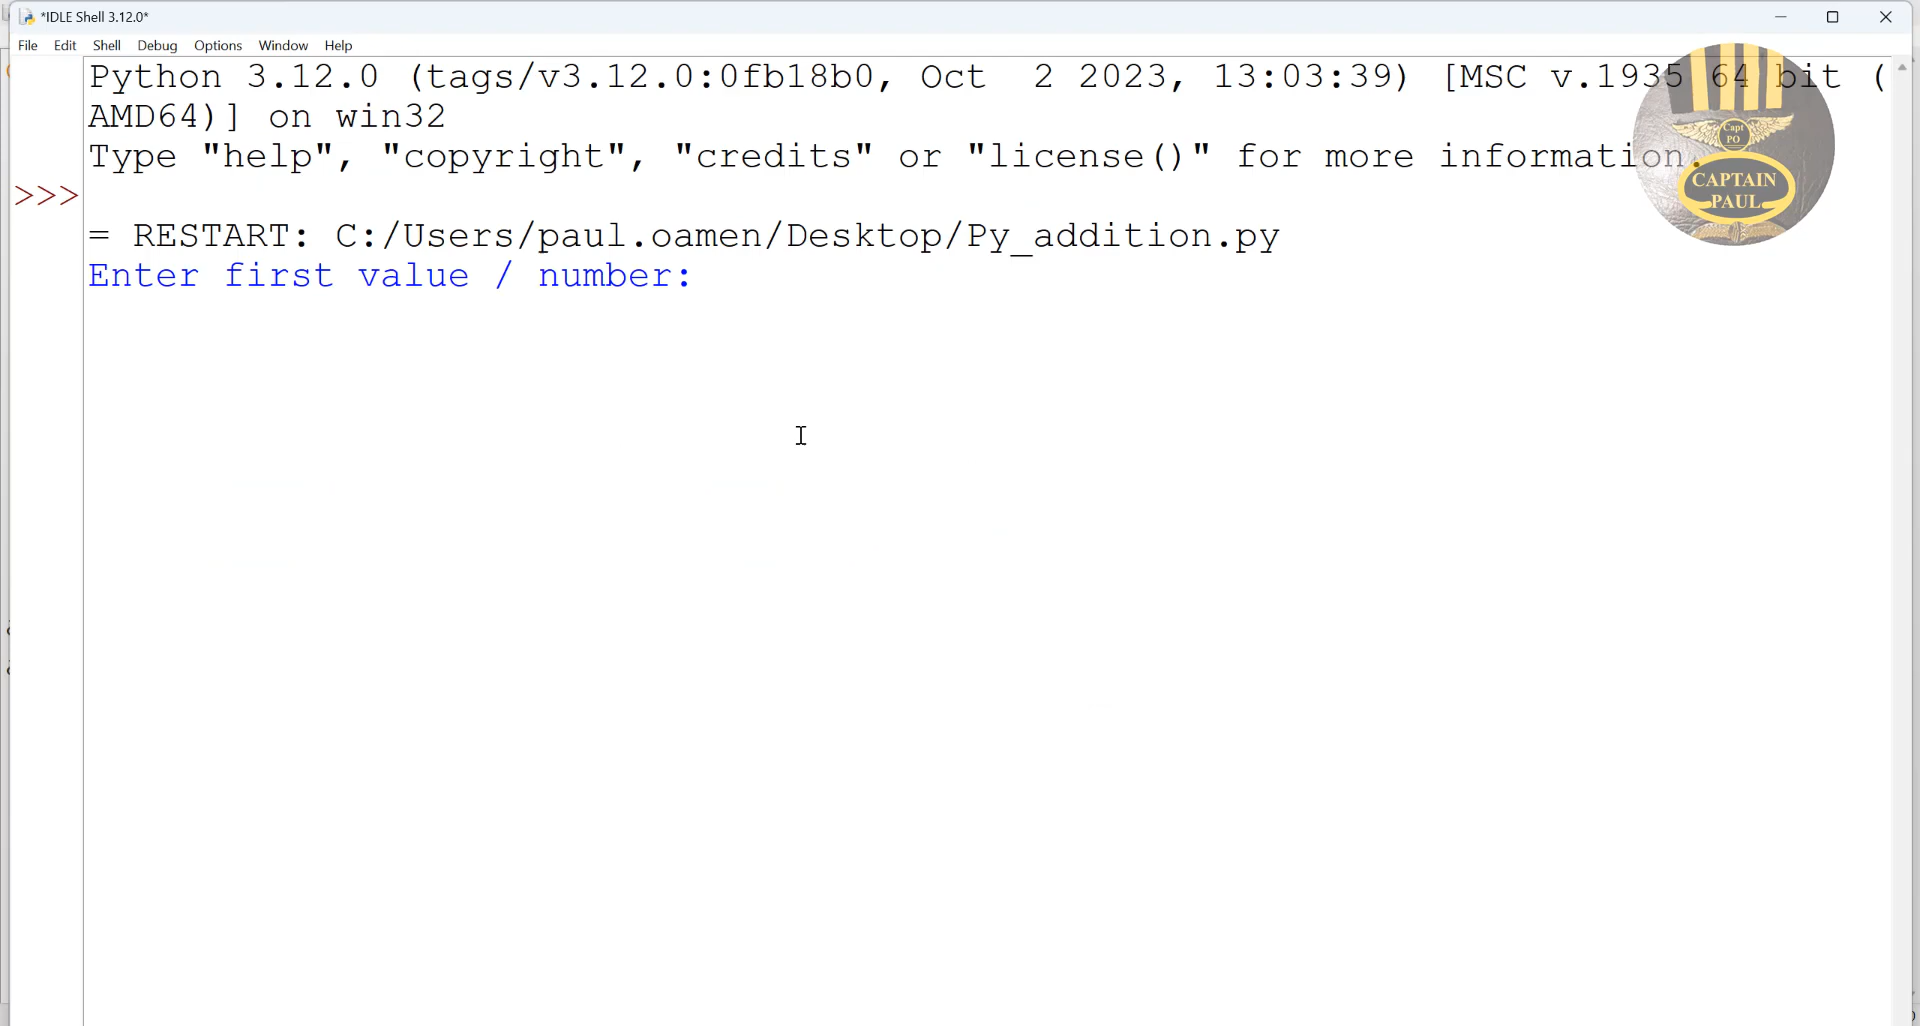 *IDLE Shell 3.12.0*
File Edit Shell Debug Options Window Help
Python 3.12.0 (tags/v3.12.0:0fb18b0, Oct  2 2023, 13:03:39) [MSC v.1935 64 bit (
AMD64)] on win32
Type "help", "copyright", "credits" or "license()" for more information.
>>>
= RESTART: C:/Users/paul.oamen/Desktop/Py_addition.py
Enter first value / number:
Capt
PO
CAPTAIN
PAUL